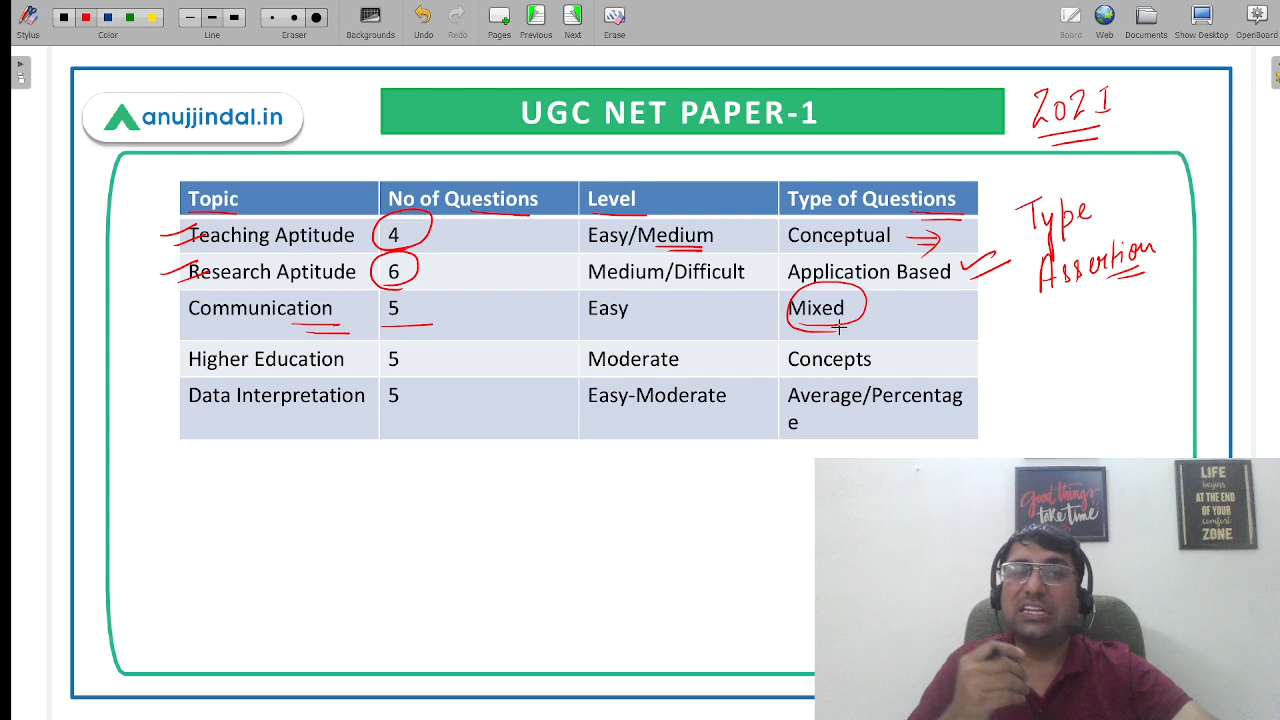 Stylus
Color
Line
Eraser
Backgrounds
Undo
Redo
Pages
Previous
Next
Erase
Board
Web
Documents
Show Desktop
OpenBoard
anujjindal.in
UGC NET PAPER-1
2021
Topic No of Questions Level Type of Questions
Teaching Aptitude 4 Easy/Medium Conceptual
Research Aptitude 6 Medium/Difficult Application Based
Communication 5 Easy Mixed
Higher Education 5 Moderate Concepts
Data Interpretation 5 Easy-Moderate Average/Percentag
e
Type
Assertion
Good things
take time
LIFE
begins
AT THE END
OF YOUR
comfort
ZONE